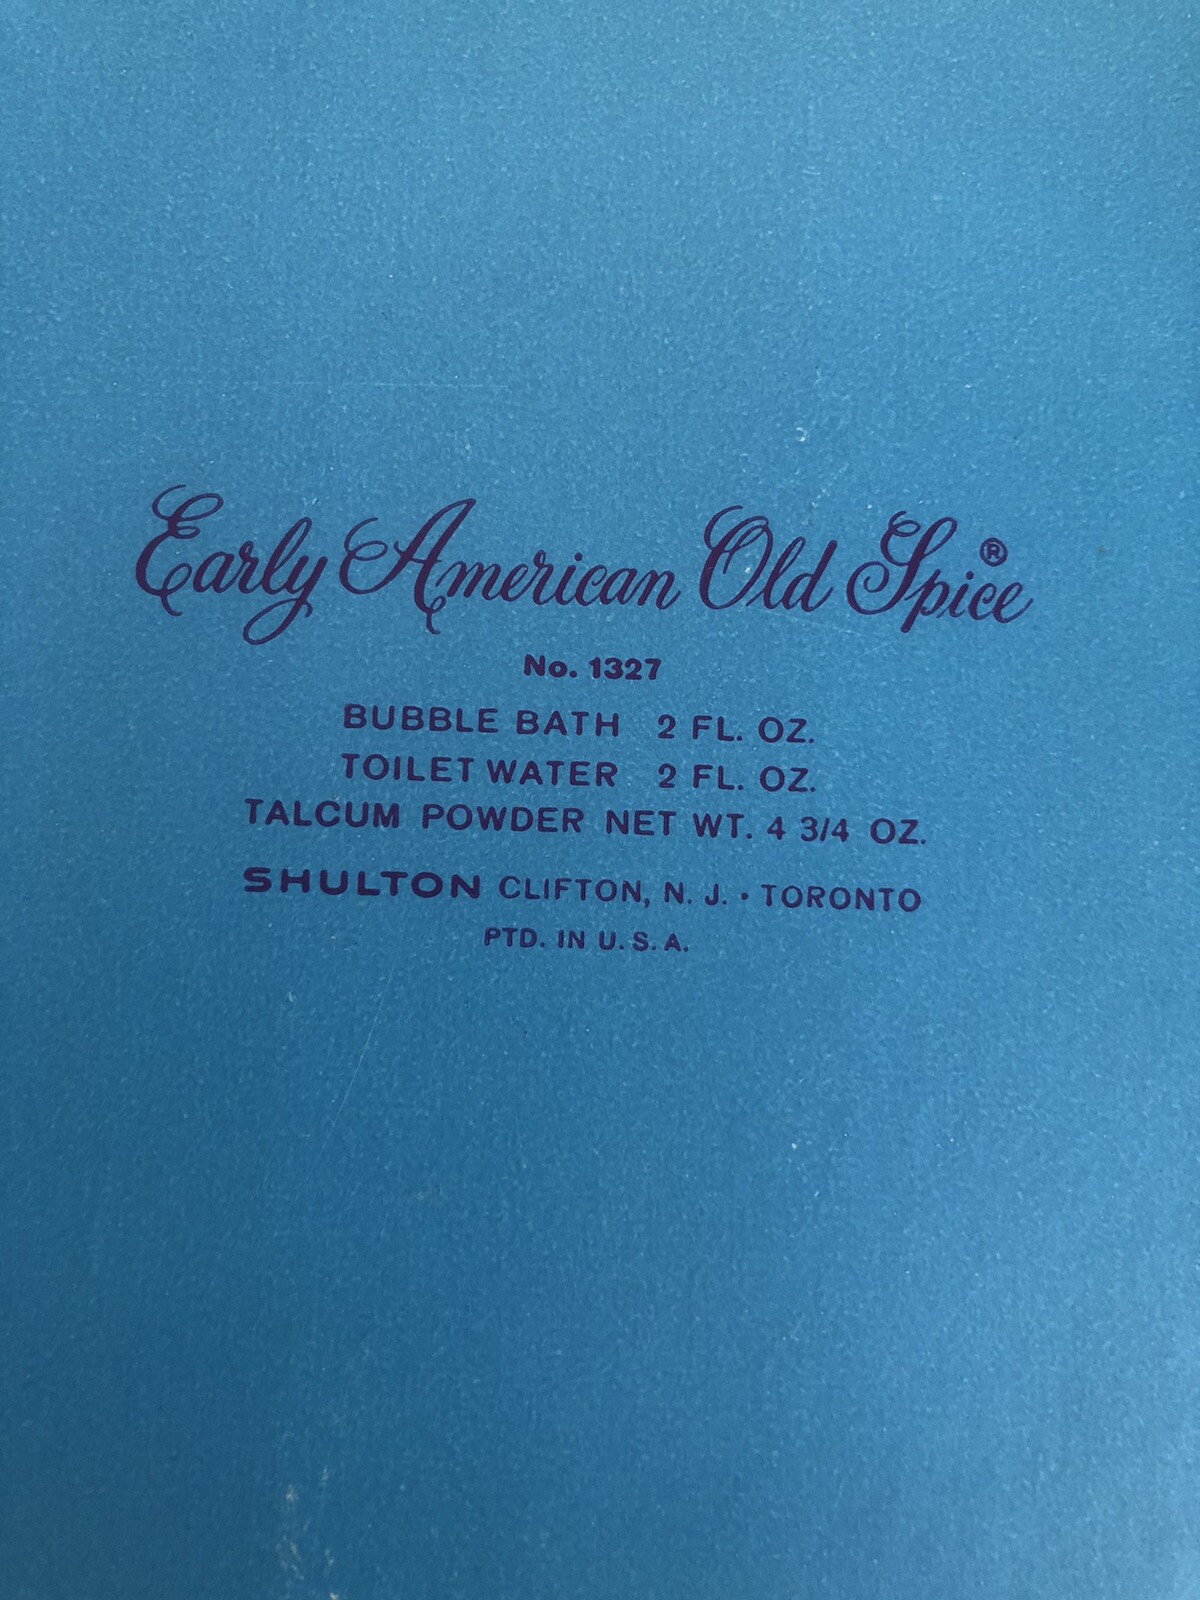 Early American Old Spice®
No. 1327
BUBBLE BATH 2 FL. OZ.
TOILET WATER 2 FL. OZ.
TALCUM POWDER NET WT. 4 3/4 OZ.
SHULTON CLIFTON, N. J. • TORONTO
PTD. IN U. S. A.